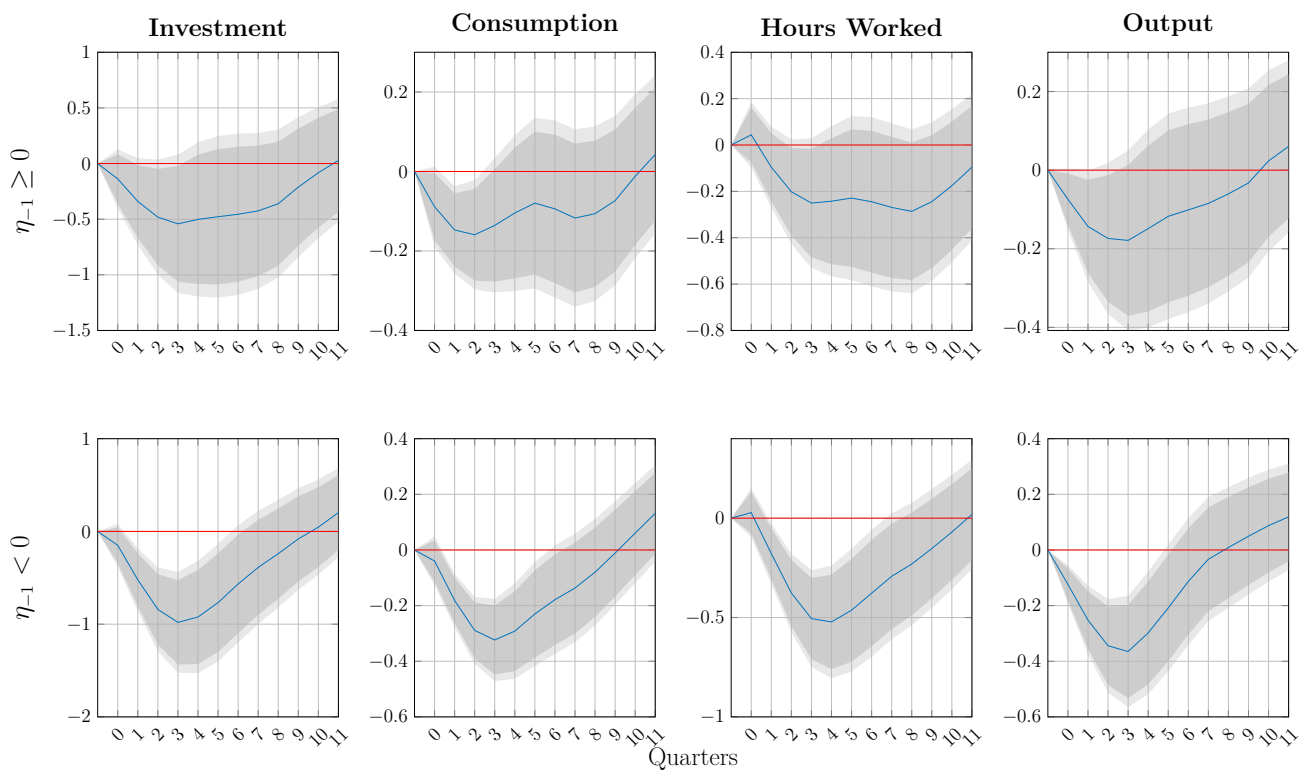 Investment Consumption Hours Worked Output
η₋₁ ≥ 0
1 0.5 0 −0.5 −1 −1.5
0 1 2 3 4 5 6 7 8 9 10 11
0.2 0 −0.2 −0.4
0 1 2 3 4 5 6 7 8 9 10 11
0.4 0.2 0 −0.2 −0.4 −0.6 −0.8
0 1 2 3 4 5 6 7 8 9 10 11
0.2 0 −0.2 −0.4
0 1 2 3 4 5 6 7 8 9 10 11
η₋₁ < 0
1 0 −1 −2
0 1 2 3 4 5 6 7 8 9 10 11
0.4 0.2 0 −0.2 −0.4 −0.6
0 1 2 3 4 5 6 7 8 9 10 11
0 −0.5 −1
0 1 2 3 4 5 6 7 8 9 10 11
0.4 0.2 0 −0.2 −0.4 −0.6
0 1 2 3 4 5 6 7 8 9 10 11
Quarters